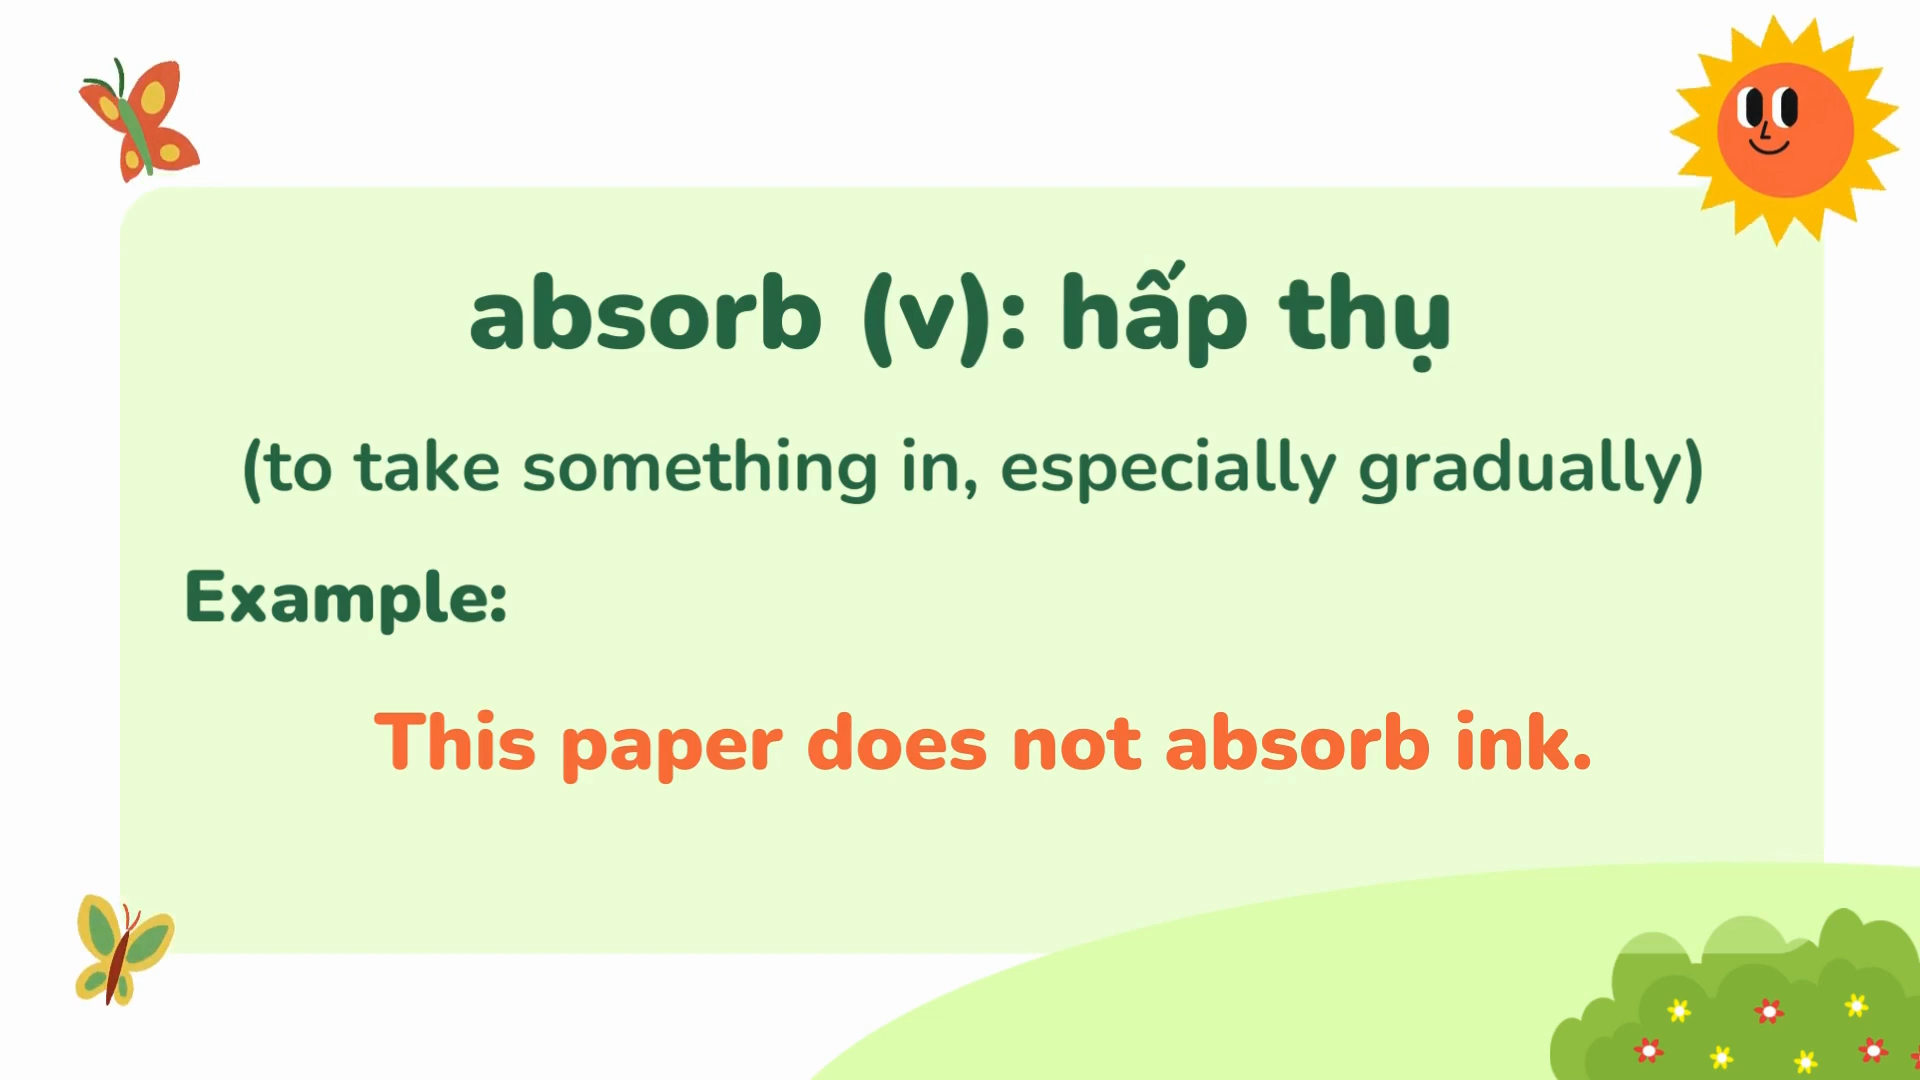 absorb (v): hấp thụ
(to take something in, especially gradually)
Example:
This paper does not absorb ink.